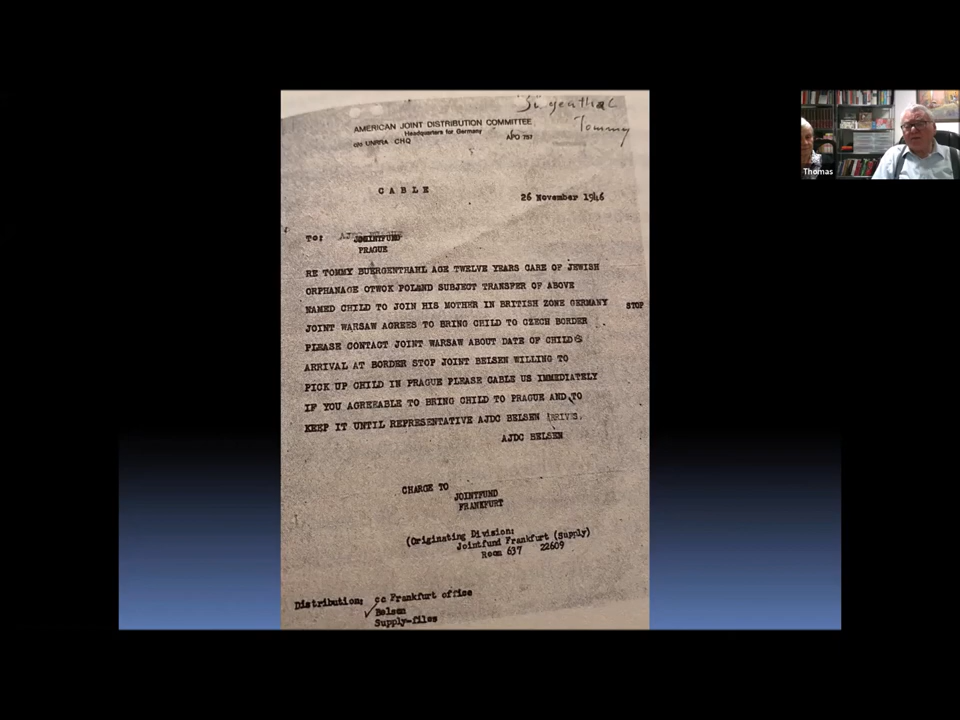 "Buergenthal
Tommy
AMERICAN JOINT DISTRIBUTION COMMITTEE
Headquarters for Germany
c/o UNRRA CHQ APO 757
CABLE
26 November 1946
TO: JOINTFUND
PRAGUE
RE TOMMY BUERGENTHAHL AGE TWELVE YEARS CARE OF JEWISH
ORPHANAGE OTWOK POLAND SUBJECT TRANSFER OF ABOVE
NAMED CHILD TO JOIN HIS MOTHER IN BRITISH ZONE GERMANY STOP
JOINT WARSAW AGREES TO BRING CHILD TO CZECH BORDER
PLEASE CONTACT JOINT WARSAW ABOUT DATE OF CHILDS
ARRIVAL AT BORDER STOP JOINT BELSEN WILLING TO
PICK UP CHILD IN PRAGUE PLEASE CABLE US IMMEDIATELY
IF YOU AGREEABLE TO BRING CHILD TO PRAGUE AND TO
KEEP IT UNTIL REPRESENTATIVE AJDC BELSEN
AJDC BELSEN
CHARGE TO
JOINTFUND
FRANKFURT
(Originating Division:
Jointfund Frankfurt (Supply)
Room 637 22609
Distribution: cc Frankfurt office
Belsen
Supply-files
Thomas